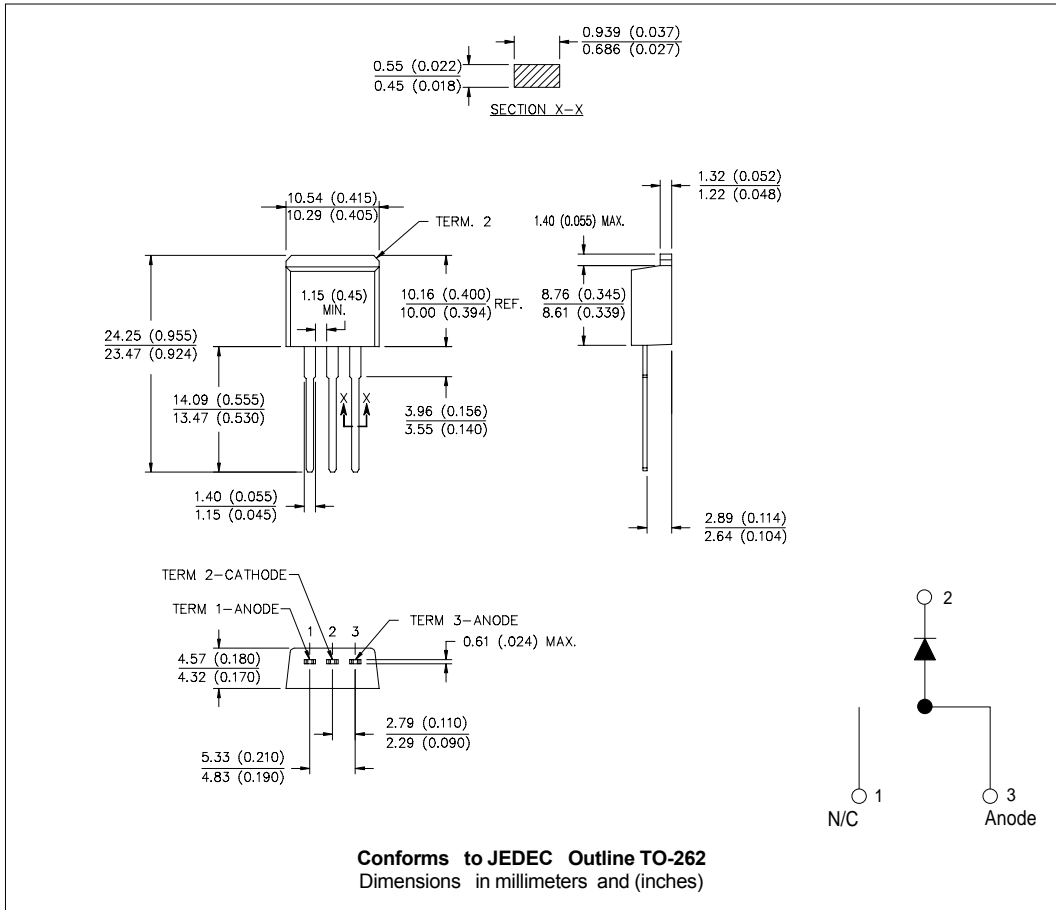 0.939 (0.037)
0.686 (0.027)
0.55 (0.022)
0.45 (0.018)
SECTION X-X
1.32 (0.052)
1.22 (0.048)
10.54 (0.415)
10.29 (0.405)
TERM. 2
1.40 (0.055) MAX.
1.15 (0.45)
MIN.
10.16 (0.400)
10.00 (0.394)
REF.
8.76 (0.345)
8.61 (0.339)
24.25 (0.955)
23.47 (0.924)
14.09 (0.555)
13.47 (0.530)
X X
3.96 (0.156)
3.55 (0.140)
1.40 (0.055)
1.15 (0.045)
2.89 (0.114)
2.64 (0.104)
TERM 2-CATHODE
TERM 1-ANODE
TERM 3-ANODE
1 2 3
0.61 (.024) MAX.
4.57 (0.180)
4.32 (0.170)
2.79 (0.110)
2.29 (0.090)
5.33 (0.210)
4.83 (0.190)
2
1
N/C
3
Anode
Conforms to JEDEC Outline TO-262
Dimensions in millimeters and (inches)